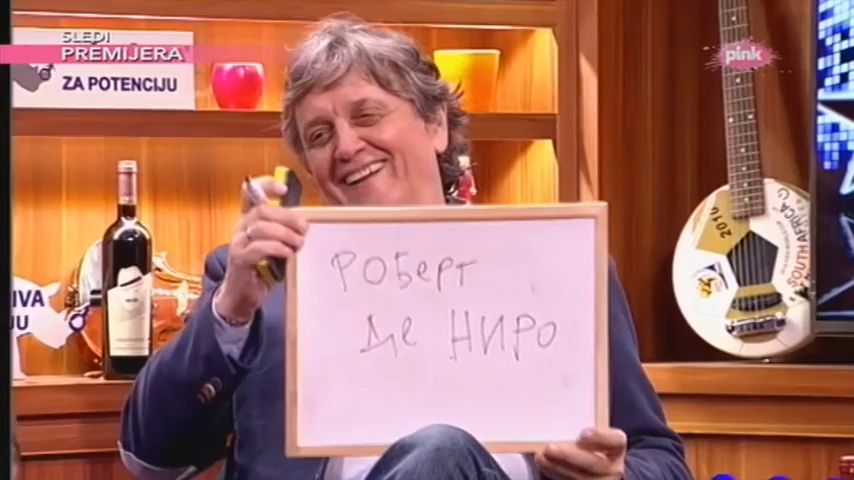 SLEDI
PREMIJERA
ZA POTENCIJU
pink
Роберт
Де Ниро
2010
SOUTH AFRICA